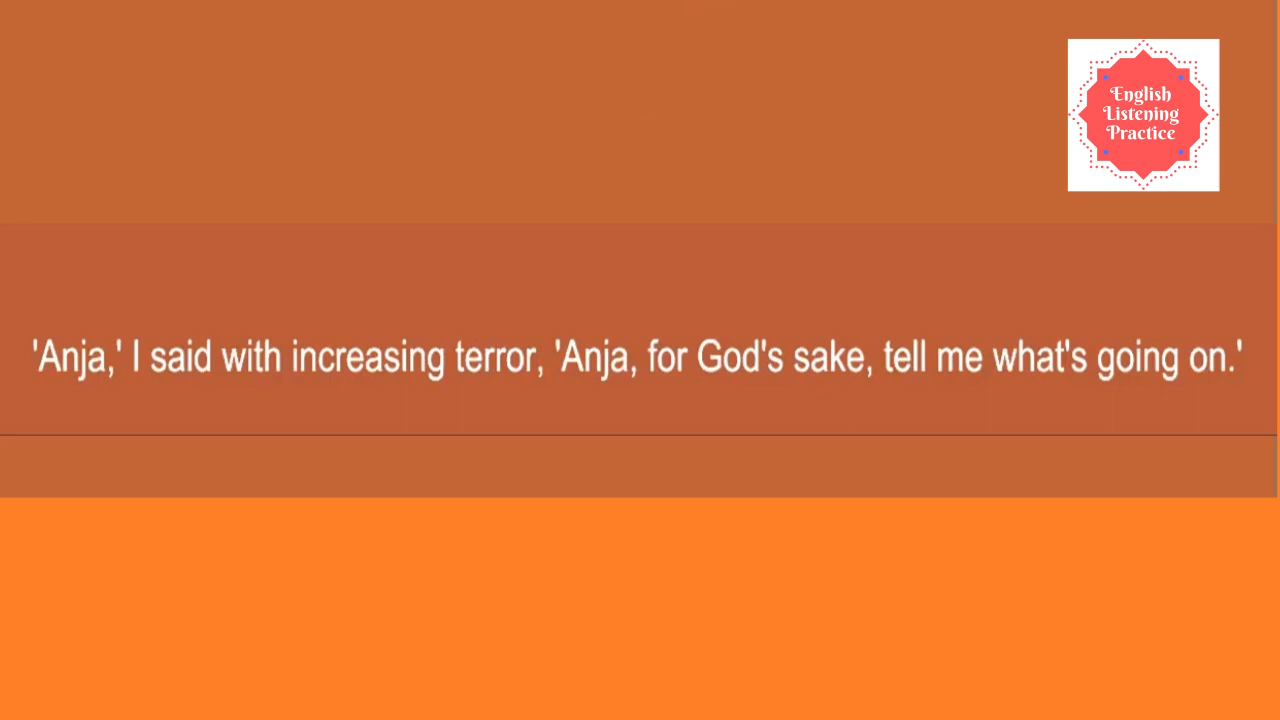 English
Listening
Practice
'Anja,' I said with increasing terror, 'Anja, for God's sake, tell me what's going on.'